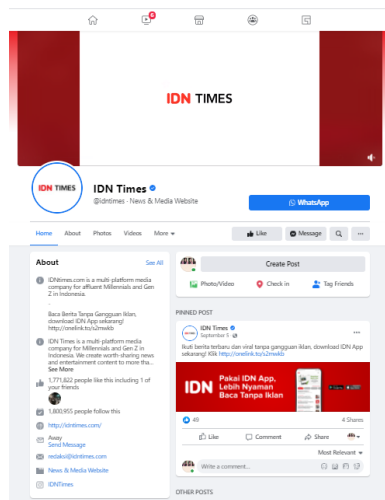 6
IDN TIMES
IDN TIMES
IDN Times
@idntimes · News & Media Website
WhatsApp
Home
About
Photos
Videos
More
Like
Message
About
See All
IDNtimes.com is a multi-platform media
company for affluent Millennials and Gen
Z in Indonesia.
.
Baca Berita Tanpa Gangguan Iklan!
download IDN App sekarang!
http://onelink.to/s2mwkb
IDN Times is a multi-platform media
company for Millennials and Gen Z in
Indonesia. We create worth-sharing news
and entertainment content to more tha...
See More
1,771,822 people like this including 1 of
your friends
1,800,955 people follow this
http://idntimes.com/
Away
Send Message
redaksi@idntimes.com
News & Media Website
IDNTimes
Create Post
Photo/Video
Check in
Tag Friends
PINNED POST
IDN Times
September 5 ·
Ikuti berita terbaru dan viral tanpa gangguan iklan, download IDN App
sekarang! Klik http://onelink.to/s2mwkb
IDN
Pakai IDN App,
Lebih Nyaman
Baca Tanpa Iklan
49
4 Shares
Like
Comment
Share
Most Relevant
Write a comment...
OTHER POSTS